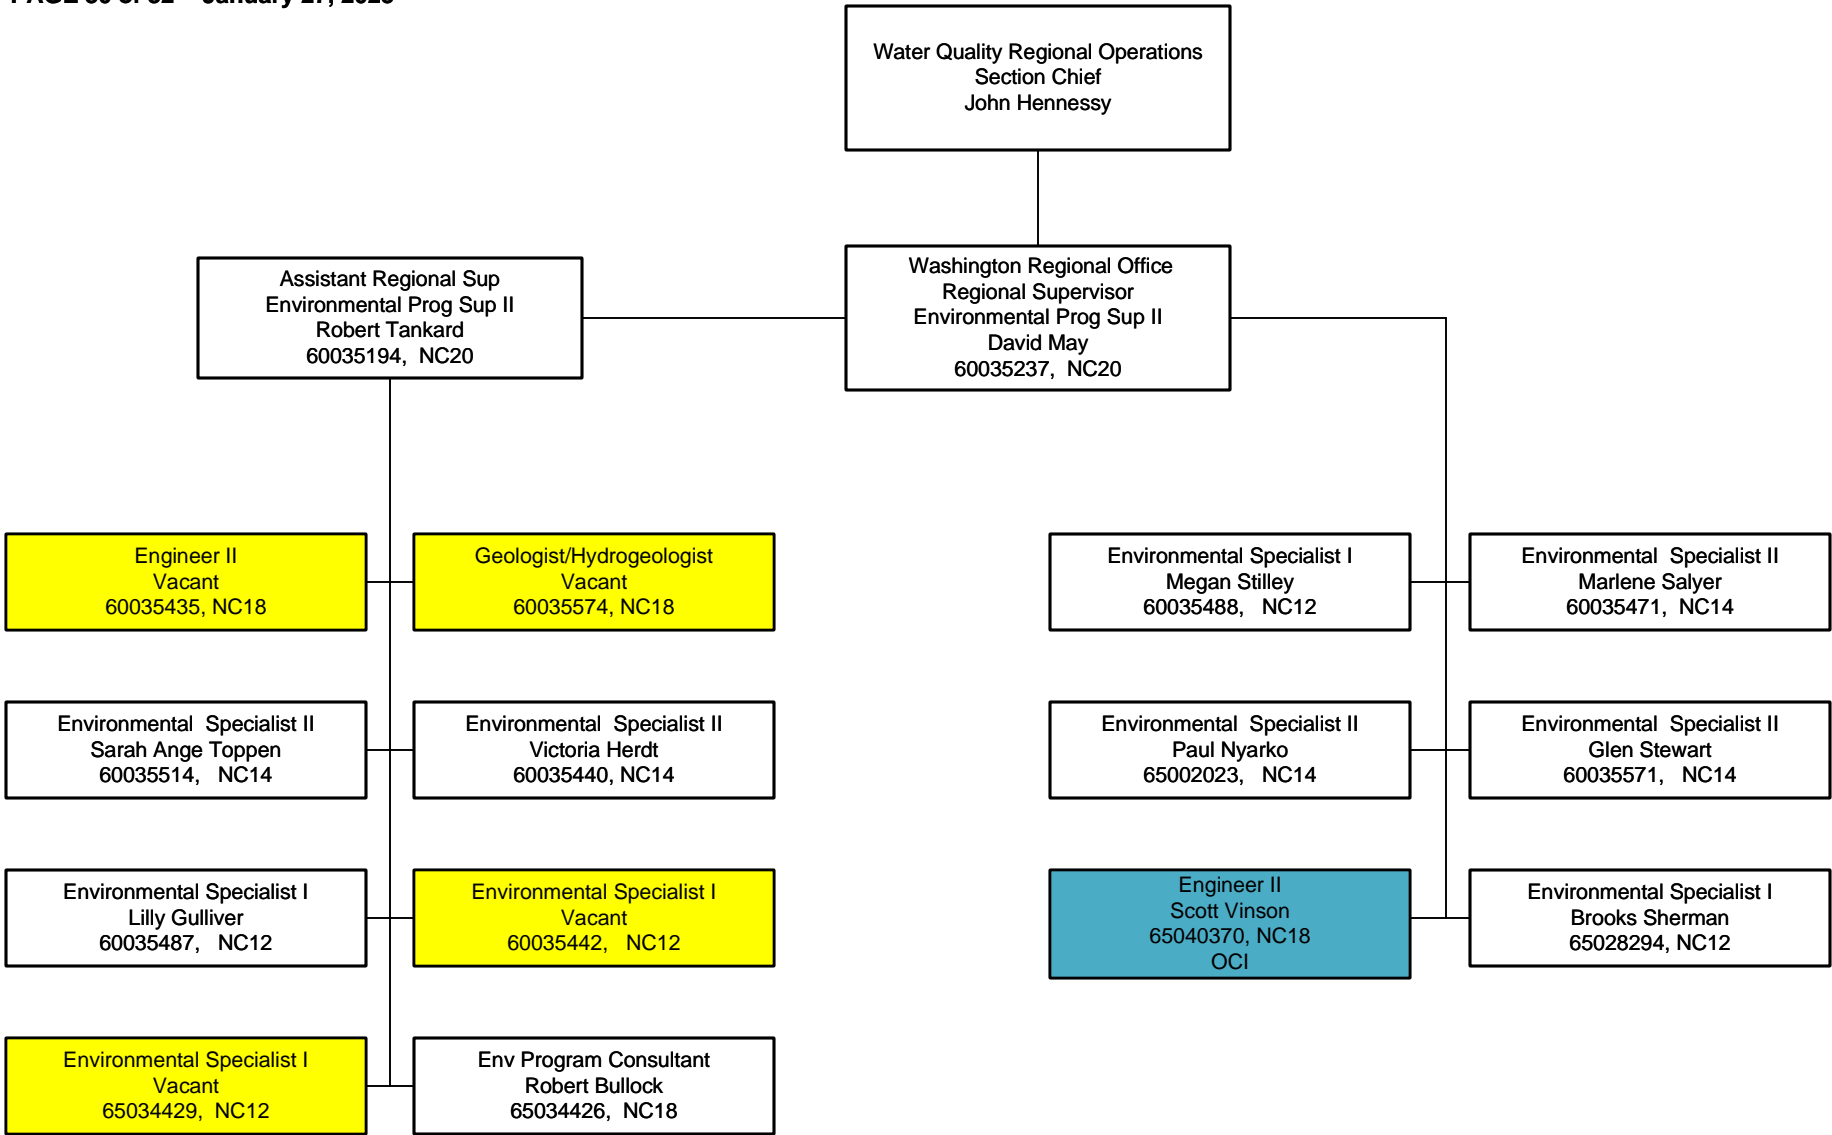 Water Quality Regional Operations
Section Chief
John Hennessy
Assistant Regional Sup
Environmental Prog Sup II
Robert Tankard
60035194, NC20
Washington Regional Office
Regional Supervisor
Environmental Prog Sup II
David May
60035237, NC20
Engineer II
Vacant
60035435, NC18
Geologist/Hydrogeologist
Vacant
60035574, NC18
Environmental Specialist I
Megan Stilley
60035488, NC12
Environmental Specialist II
Marlene Salyer
60035471, NC14
Environmental Specialist II
Sarah Ange Toppen
60035514, NC14
Environmental Specialist II
Victoria Herdt
60035440, NC14
Environmental Specialist II
Paul Nyarko
65002023, NC14
Environmental Specialist II
Glen Stewart
60035571, NC14
Environmental Specialist I
Lilly Gulliver
60035487, NC12
Environmental Specialist I
Vacant
60035442, NC12
Engineer II
Scott Vinson
65040370, NC18
OCI
Environmental Specialist I
Brooks Sherman
65028294, NC12
Environmental Specialist I
Vacant
65034429, NC12
Env Program Consultant
Robert Bullock
65034426, NC18